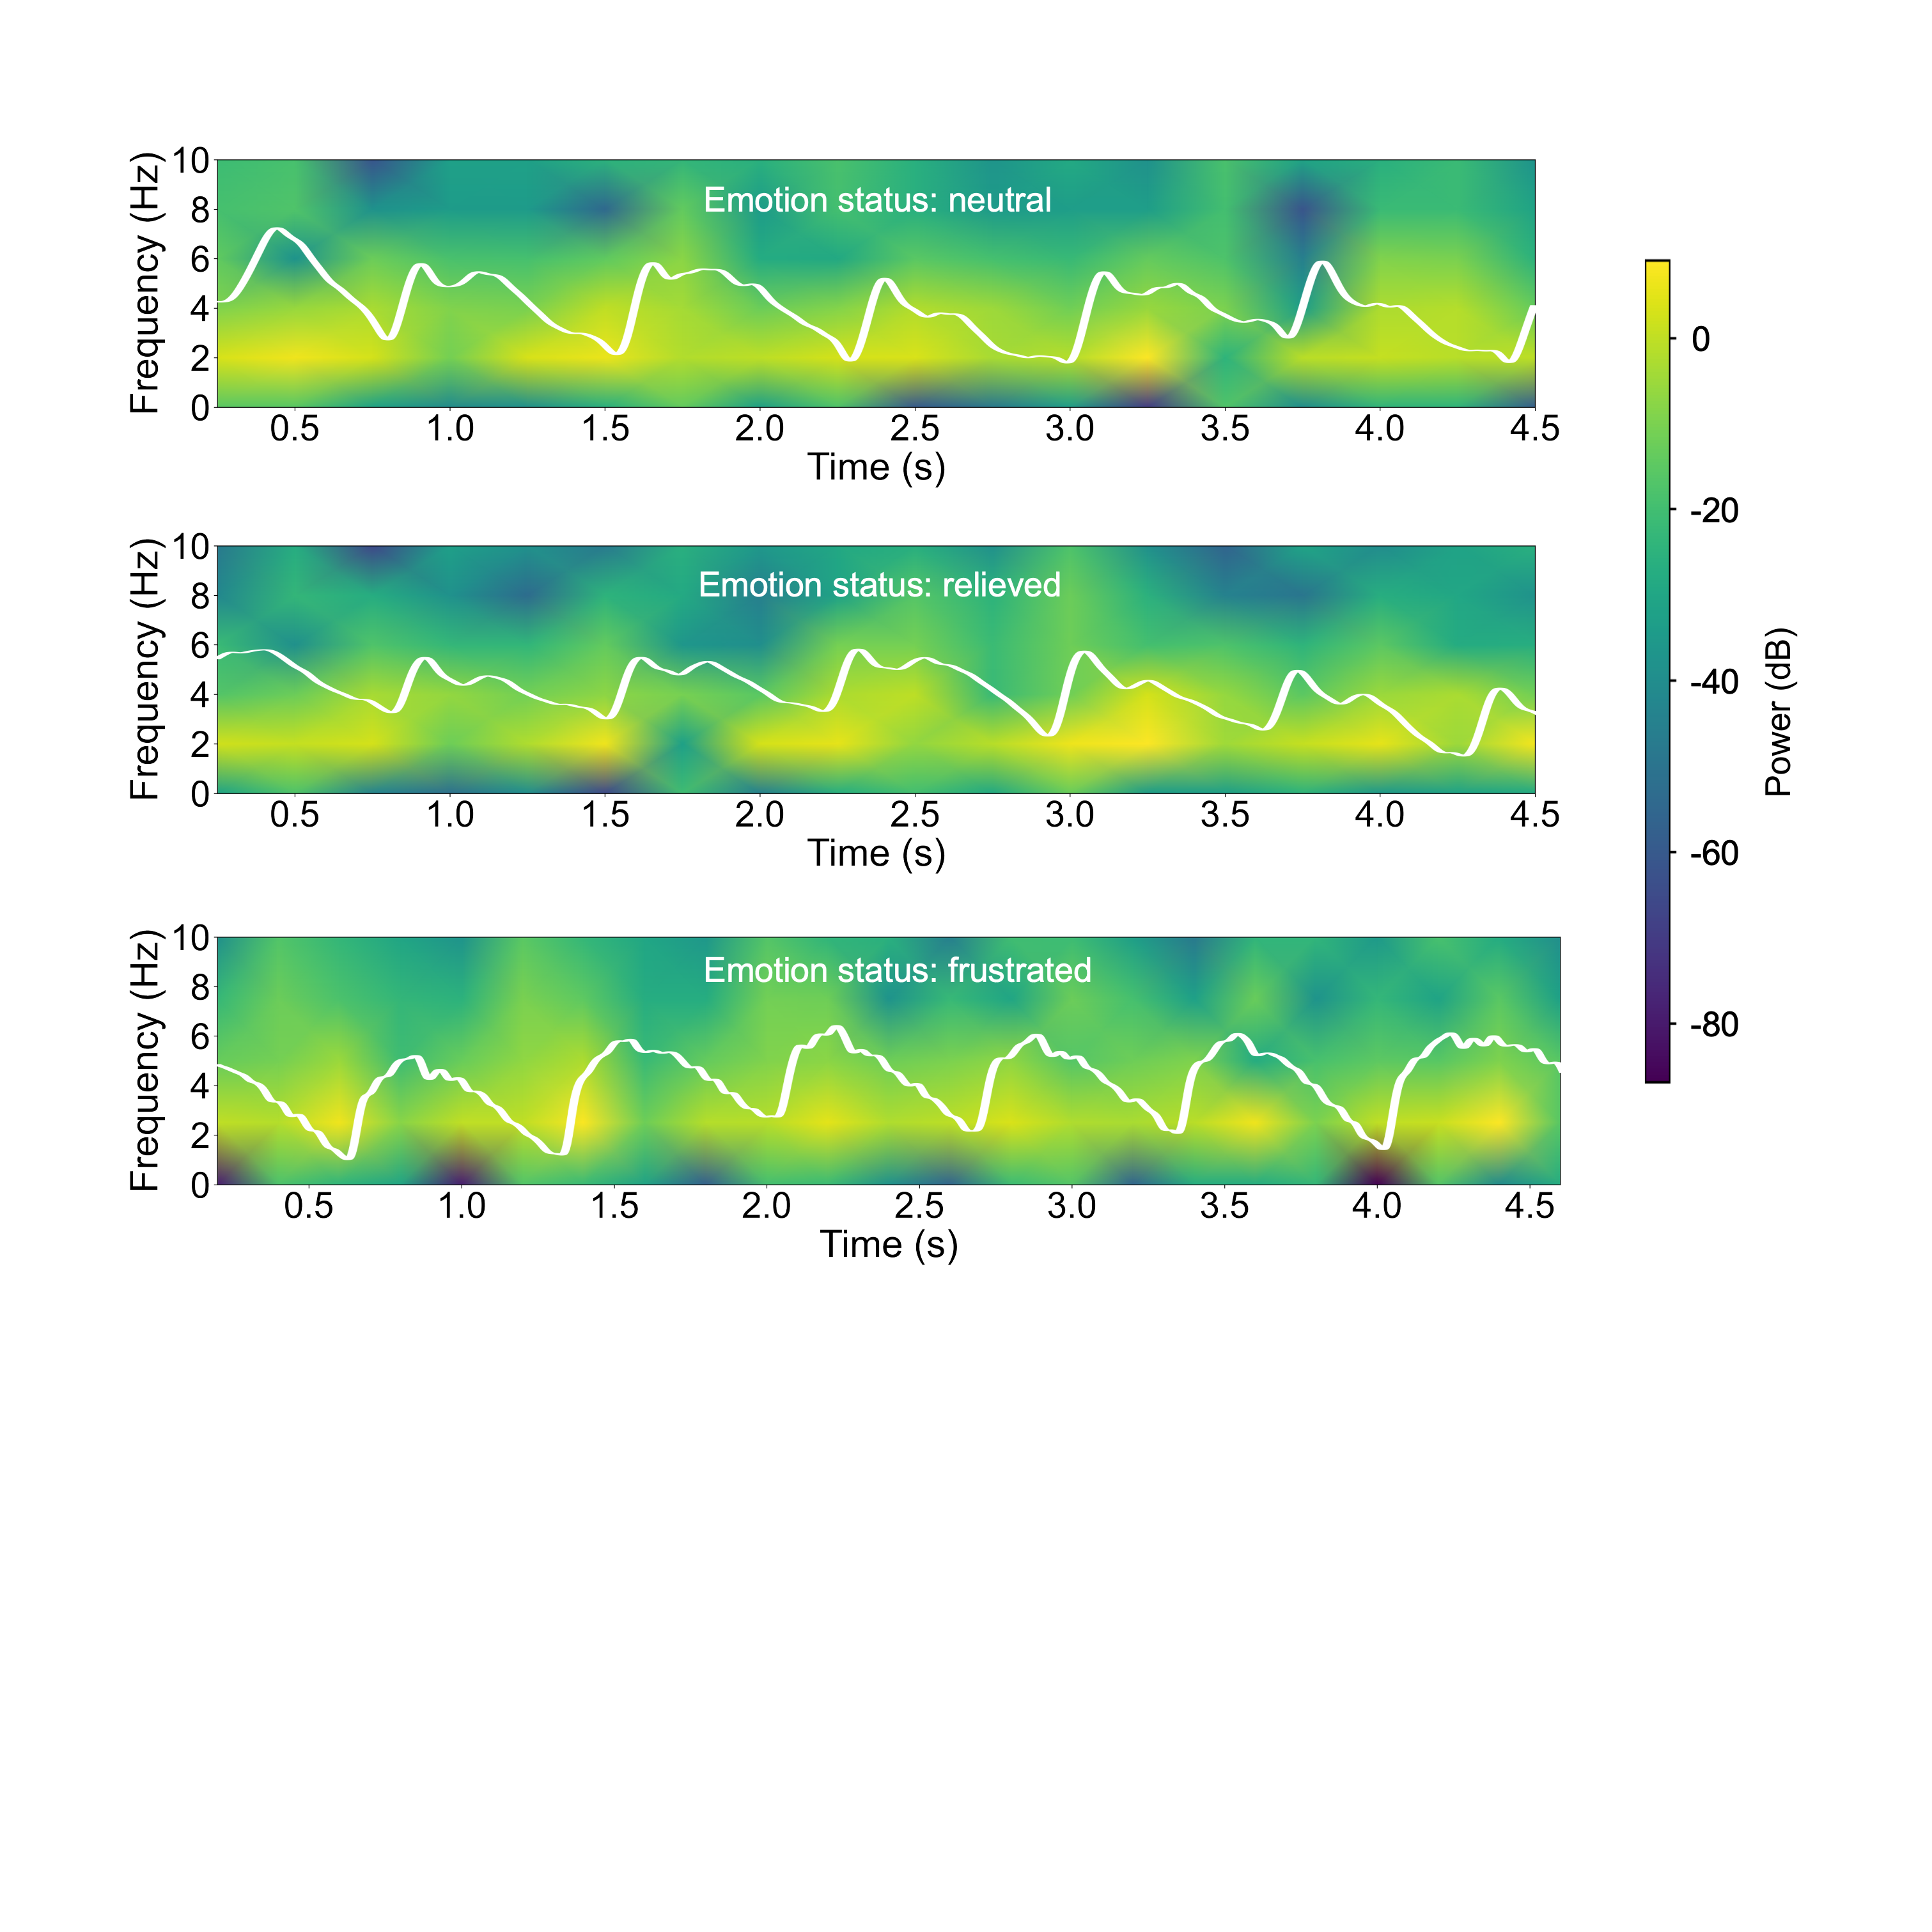 Frequency (Hz)
10
8
6
4
2
0
Emotion status: neutral
0.5 1.0 1.5 2.0 2.5 3.0 3.5 4.0 4.5
Time (s)
Frequency (Hz)
10
8
6
4
2
0
Emotion status: relieved
0.5 1.0 1.5 2.0 2.5 3.0 3.5 4.0 4.5
Time (s)
Frequency (Hz)
10
8
6
4
2
0
Emotion status: frustrated
0.5 1.0 1.5 2.0 2.5 3.0 3.5 4.0 4.5
Time (s)
0
-20
-40
-60
-80
Power (dB)